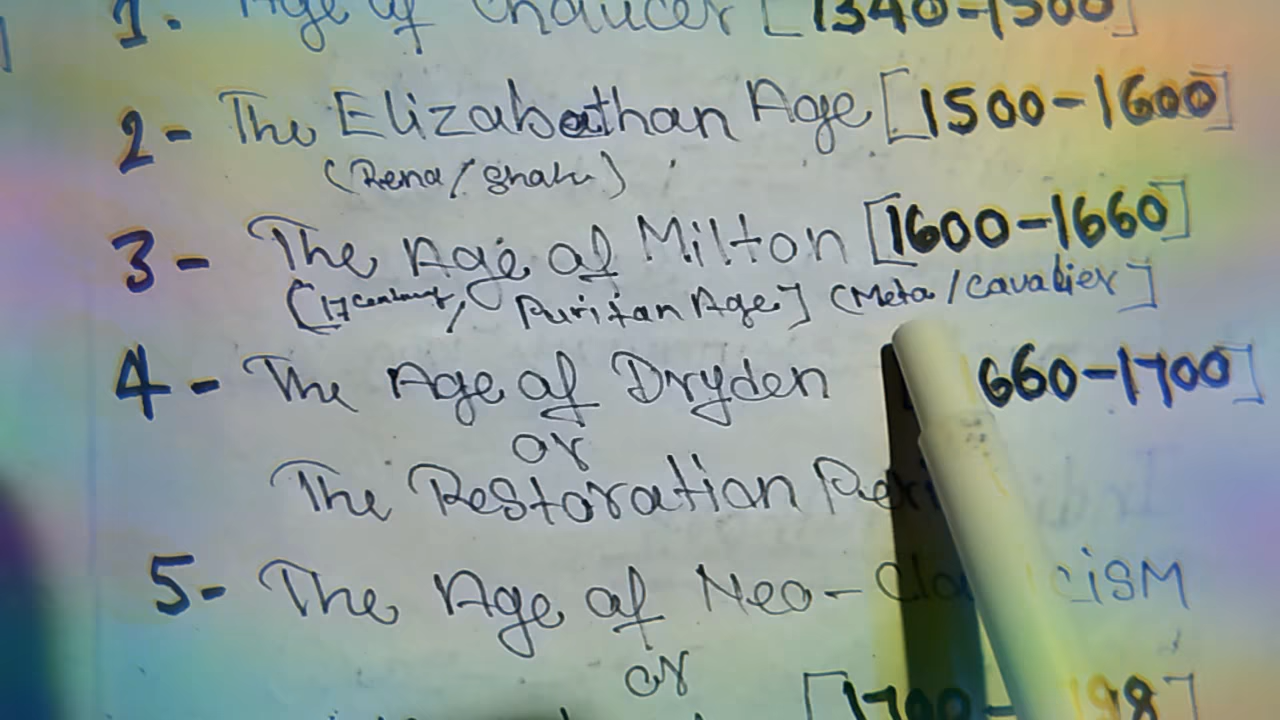 1. Age of Chaucer [1340-1500]
2- The Elizabethan Age [1500-1600]
(Rena/Shake)
3- The Age of Milton [1600-1660]
[17 Century, Puritan Age] (Meta/Cavalier]
4- The Age of Dryden 660-1700]
or
The Restoration
5- The Age of Neo-
or